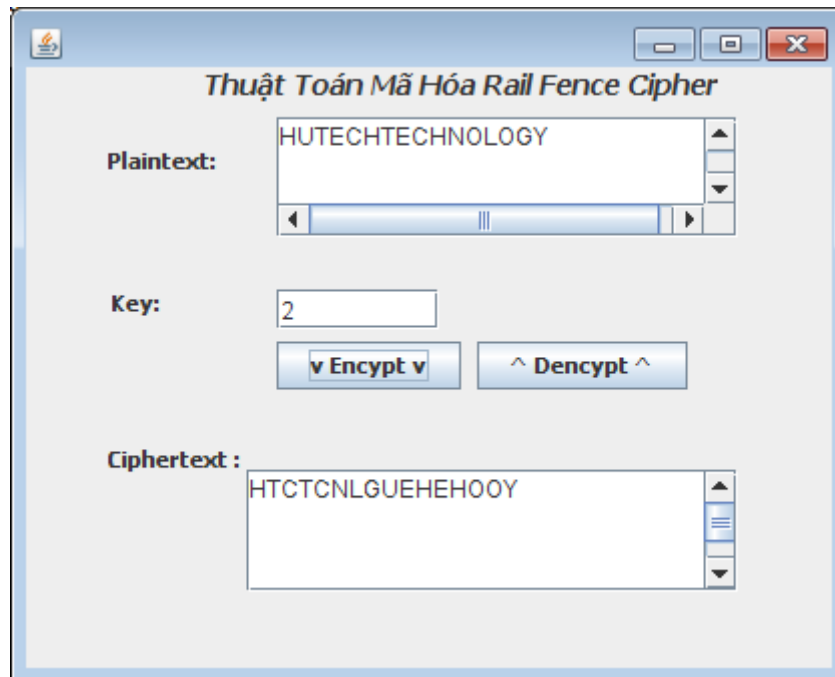 Thuật Toán Mã Hóa Rail Fence Cipher
Plaintext:
HUTECHTECHNOLOGY
Key:
2
v Encypt v
^ Dencypt ^
Ciphertext :
HTCTCNLGUEHEHOOY